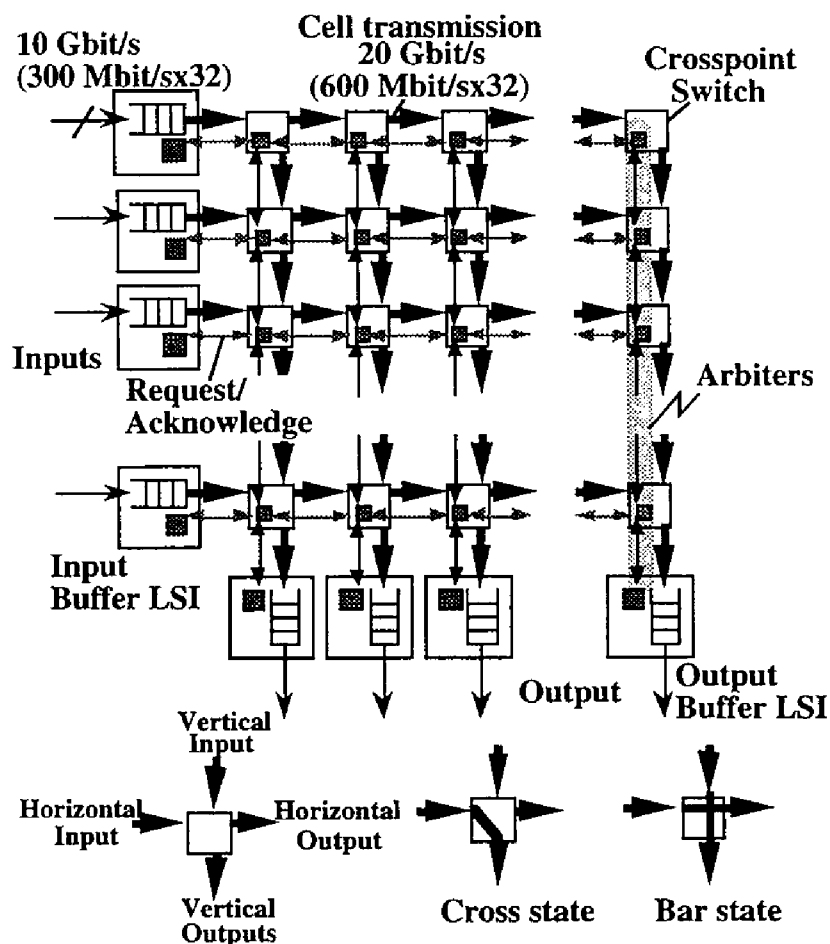 10 Gbit/s
(300 Mbit/sx32)
Cell transmission
20 Gbit/s
(600 Mbit/sx32)
Crosspoint
Switch
Inputs
Request/
Acknowledge
Arbiters
Input
Buffer LSI
Output
Output
Buffer LSI
Vertical
Input
Horizontal
Input
Horizontal
Output
Vertical
Outputs
Cross state
Bar state